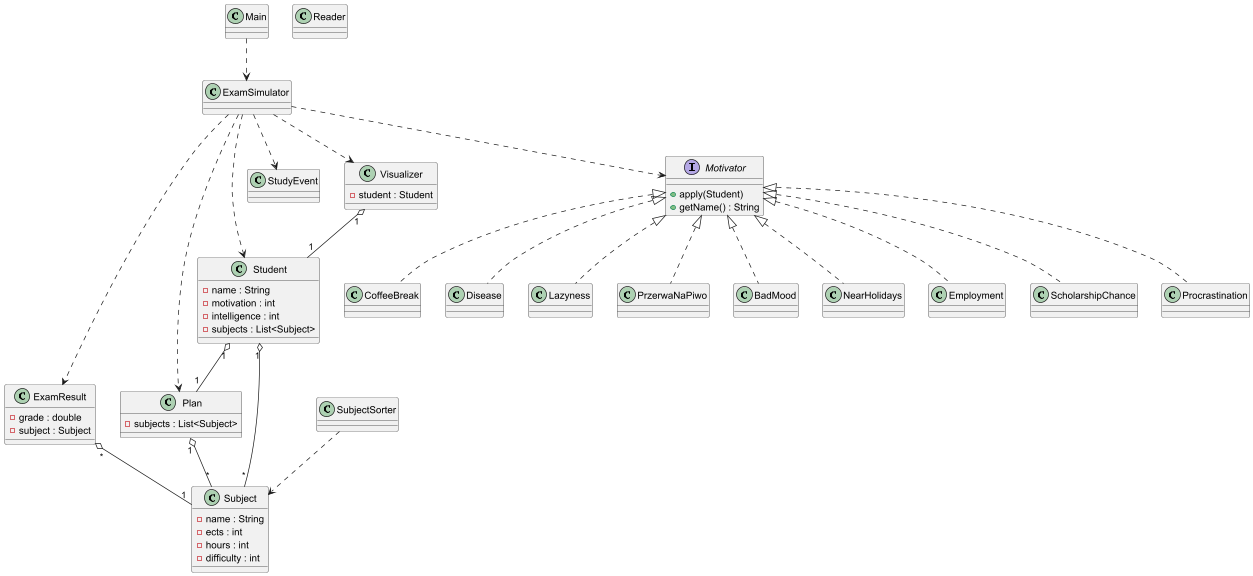 C Main
C Reader
C ExamSimulator
C StudyEvent
C Visualizer
student : Student
I Motivator
apply(Student)
getName() : String
1
1
C Student
name : String
motivation : int
intelligence : int
subjects : List<Subject>
C CoffeeBreak
C Disease
C Lazyness
C PrzerwaNaPiwo
C BadMood
C NearHolidays
C Employment
C ScholarshipChance
C Procrastination
1
1
1
C ExamResult
grade : double
subject : Subject
C Plan
subjects : List<Subject>
C SubjectSorter
*
1
*
*
1
C Subject
name : String
ects : int
hours : int
difficulty : int